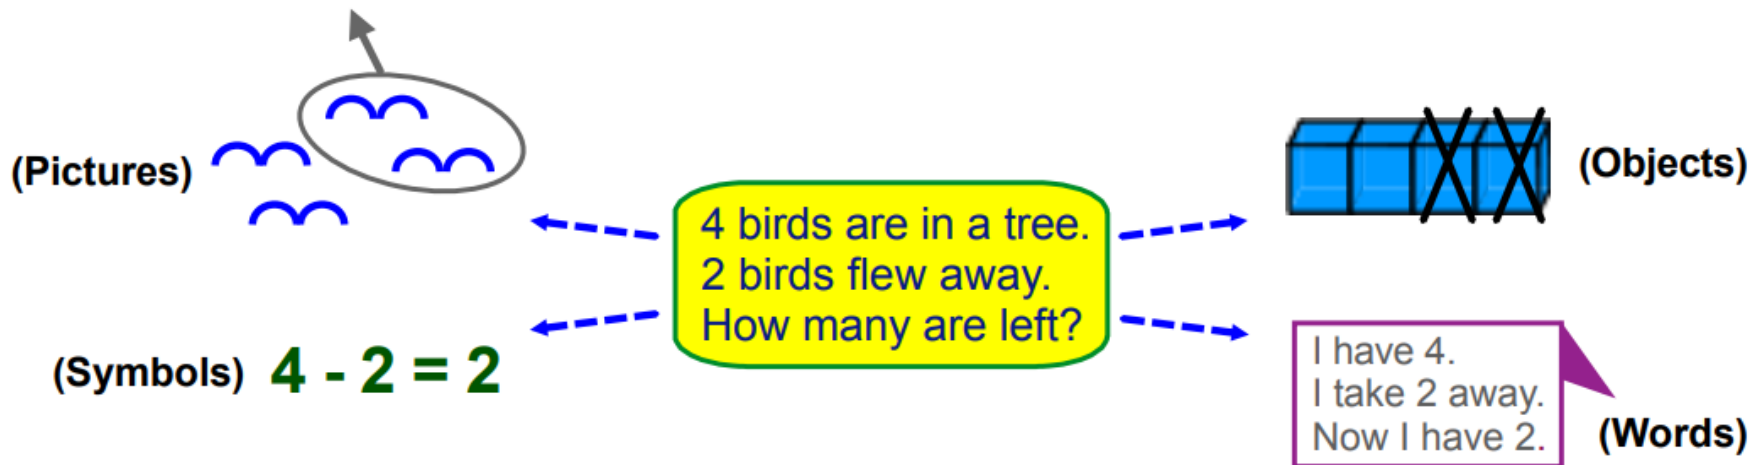 (Pictures)
4 birds are in a tree.
2 birds flew away.
How many are left?
(Objects)
(Symbols) 4 - 2 = 2
I have 4.
I take 2 away.
Now I have 2.
(Words)